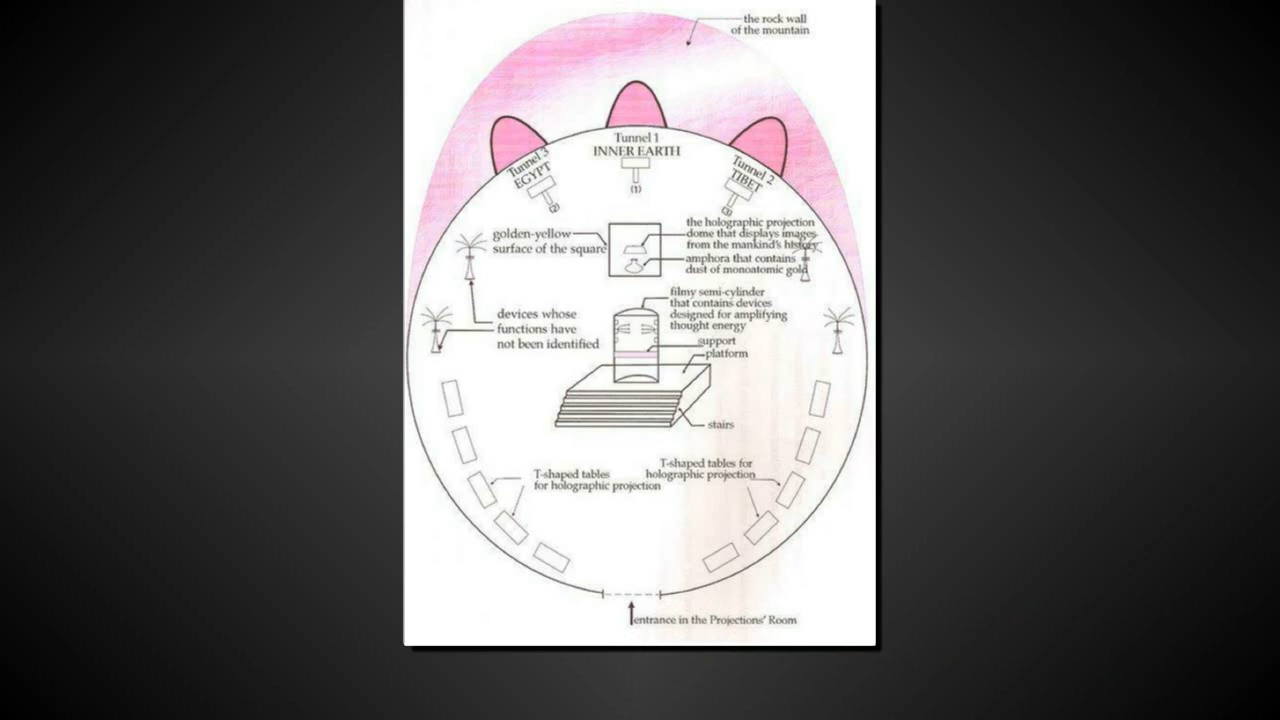 the rock wall
of the mountain
Tunnel 1
INNER EARTH
(1)
Tunnel 3
EGYPT
(2)
Tunnel 2
TIBET
(3)
golden-yellow
surface of the square
the holographic projection
dome that displays images
from the mankind's history
amphora that contains
dust of monoatomic gold
filmy semi-cylinder
that contains devices
designed for amplifying
thought energy
support
platform
devices whose
functions have
not been identified
stairs
T-shaped tables
for holographic projection
T-shaped tables for
holographic projection
entrance in the Projections' Room